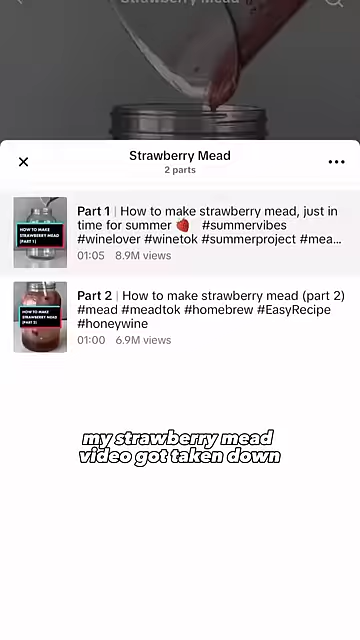 Strawberry Mead
Strawberry Mead
2 parts
HOW TO MAKE
STRAWBERRY MEAD
(PART 1)
Part 1 | How to make strawberry mead, just in
time for summer 🍓 #summervibes
#winelover #winetok #summerproject #mea...
01:05 8.9M views
HOW TO MAKE
STRAWBERRY MEAD
(PART 2)
Part 2 | How to make strawberry mead (part 2)
#mead #meadtok #homebrew #EasyRecipe
#honeywine
01:00 6.9M views
my strawberry mead
video got taken down